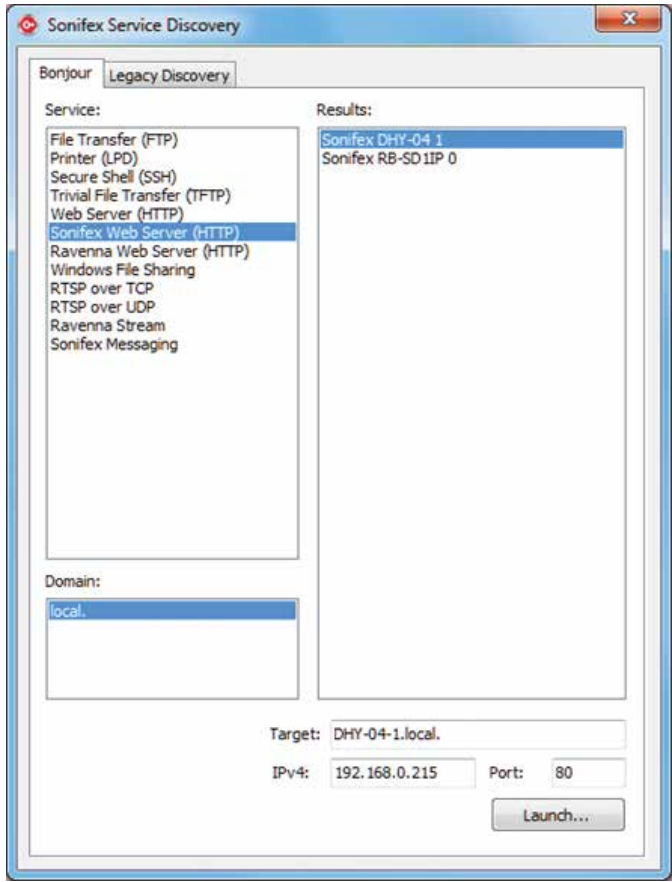 Sonifex Service Discovery
Bonjour
Legacy Discovery
Service:
File Transfer (FTP)
Printer (LPD)
Secure Shell (SSH)
Trivial File Transfer (TFTP)
Web Server (HTTP)
Sonifex Web Server (HTTP)
Ravenna Web Server (HTTP)
Windows File Sharing
RTSP over TCP
RTSP over UDP
Ravenna Stream
Sonifex Messaging
Results:
Sonifex DHY-04 1
Sonifex RB-SD1IP 0
Domain:
local.
Target: DHY-04-1.local.
IPv4: 192.168.0.215 Port: 80
Launch...